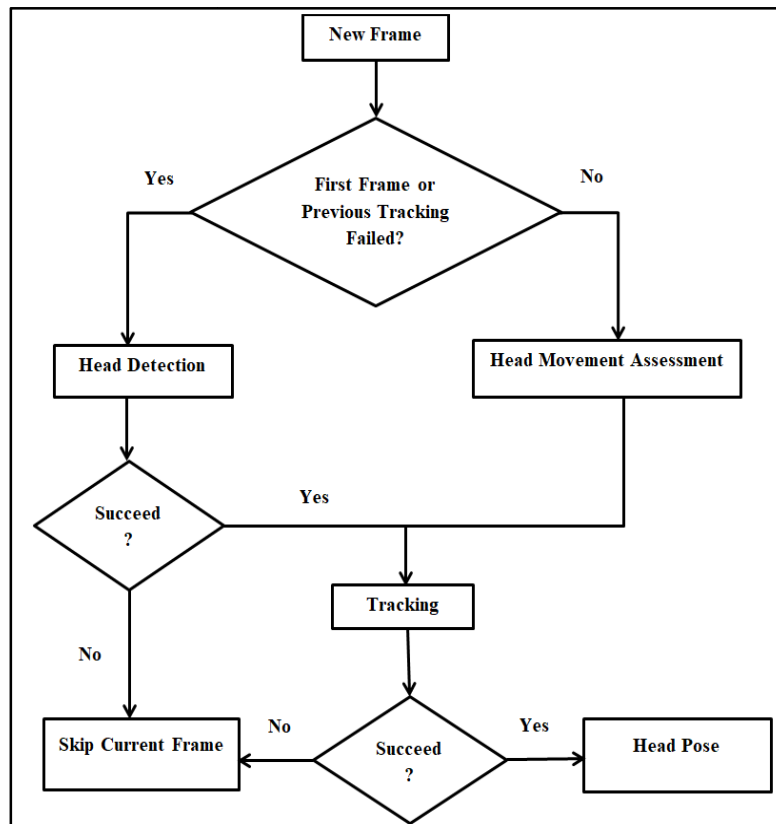 New Frame
Yes
No
First Frame or
Previous Tracking
Failed?
Head Detection
Head Movement Assessment
Succeed
?
Yes
Tracking
No
Skip Current Frame
No
Succeed
?
Yes
Head Pose